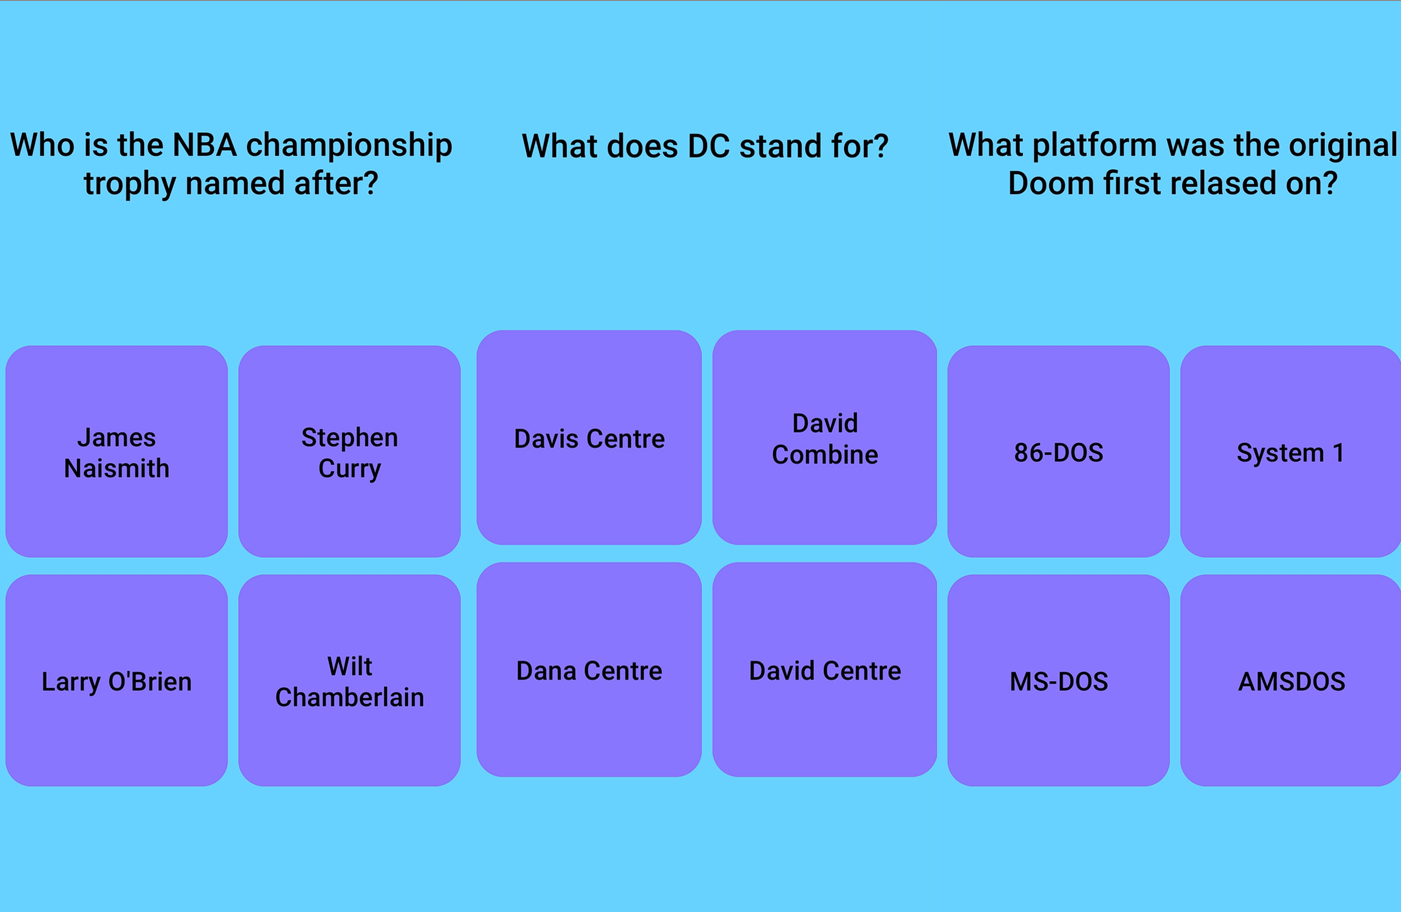 Who is the NBA championship
trophy named after?
James
Naismith
Stephen
Curry
Larry O'Brien
Wilt
Chamberlain
What does DC stand for?
Davis Centre
David
Combine
Dana Centre
David Centre
What platform was the original
Doom first relased on?
86-DOS
System 1
MS-DOS
AMSDOS